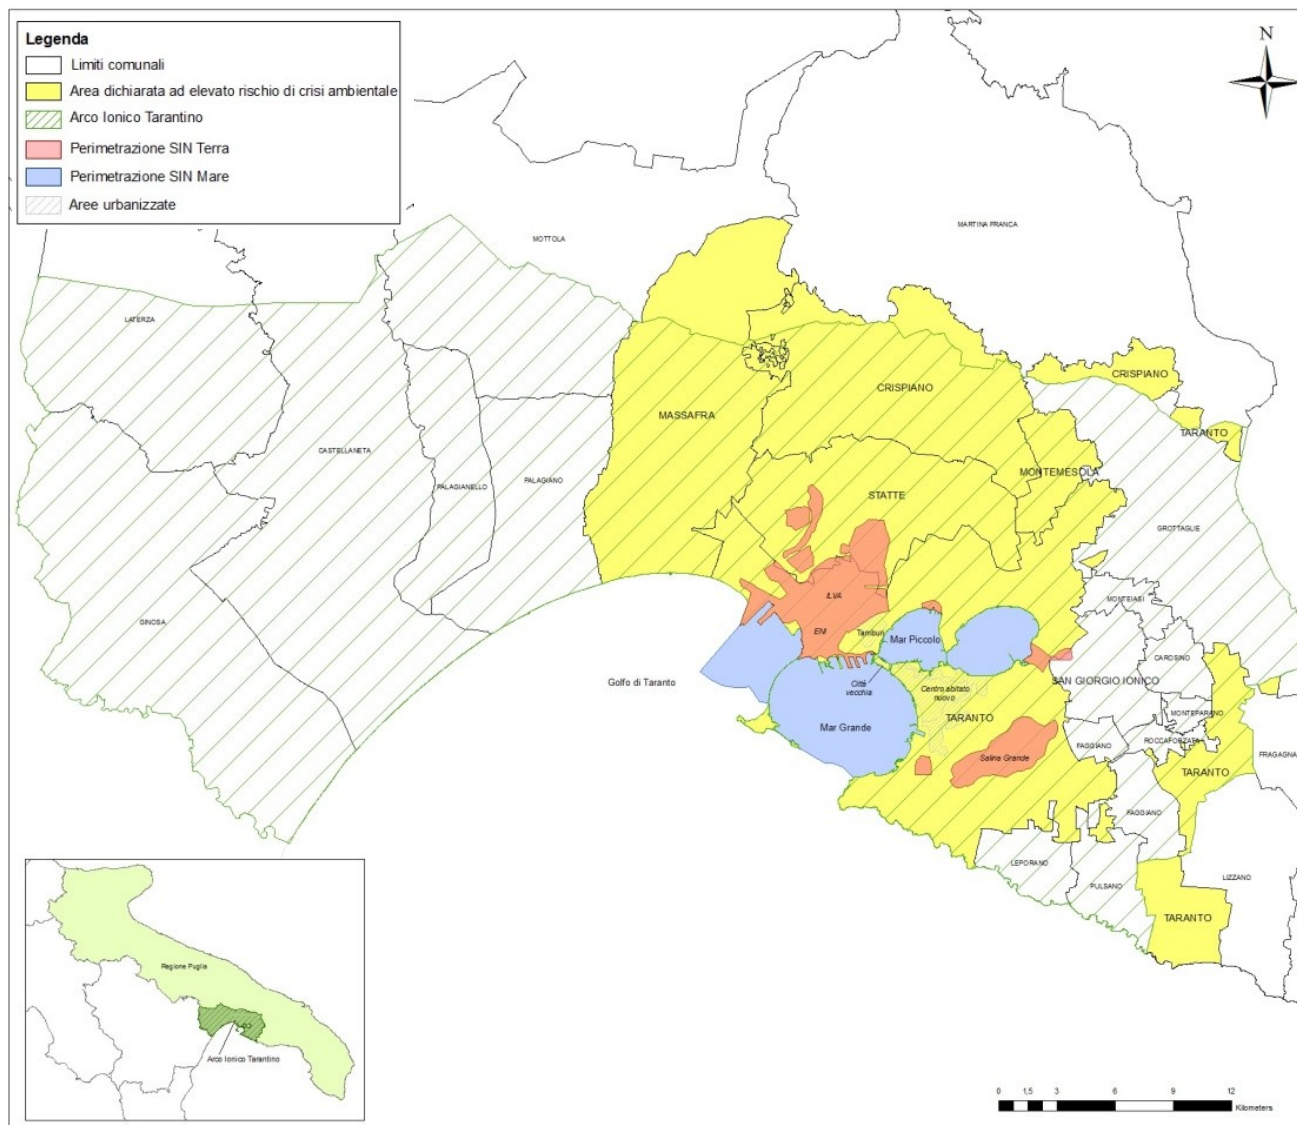 Legenda
Limiti comunali
Area dichiarata ad elevato rischio di crisi ambientale
Arco Ionico Tarantino
Perimetrazione SIN Terra
Perimetrazione SIN Mare
Aree urbanizzate
N
MARTINA FRANCA
MOTTOLA
LATERZA
CRISPIANO
CRISPIANO
MASSAFRA
TARANTO
CASTELLANETA
MONTEMESOLA
PALAGIANELLO
PALAGIANO
STATTE
GROTTAGLIE
ILVA
MONTEIASI
GINOSA
ENI
Tamburi
Mar Piccolo
CAROSINO
Golfo di Taranto
Città
vecchia
Centro abitato
nuovo
SAN GIORGIO IONICO
TARANTO
MONTEPARANO
Mar Grande
ROCCAFORZATA
FAGGIANO
FRAGAGNA
Salina Grande
TARANTO
FAGGIANO
LEPORANO
PULSANO
LIZZANO
TARANTO
Regione Puglia
Arco Ionico Tarantino
0 1,5 3 6 9 12
Kilometers